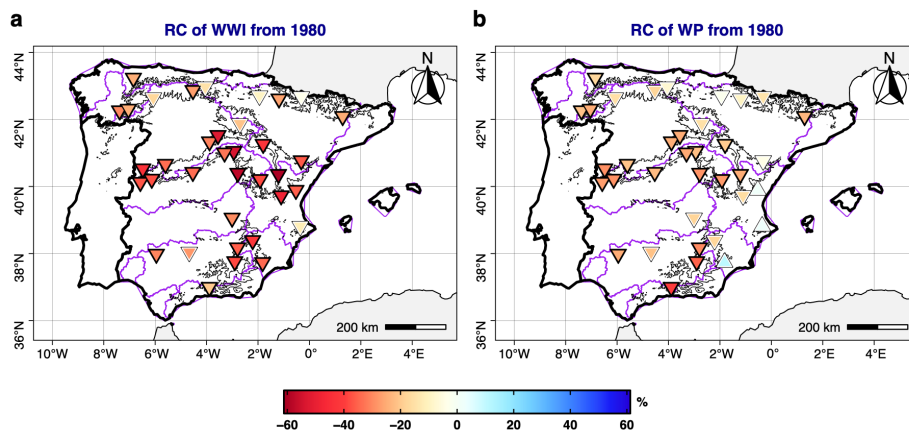 a
RC of WWI from 1980
N
44°N
42°N
40°N
38°N
36°N
200 km
10°W 8°W 6°W 4°W 2°W 0° 2°E 4°E
b
RC of WP from 1980
N
44°N
42°N
40°N
38°N
36°N
200 km
10°W 8°W 6°W 4°W 2°W 0° 2°E 4°E
%
−60 −40 −20 0 20 40 60